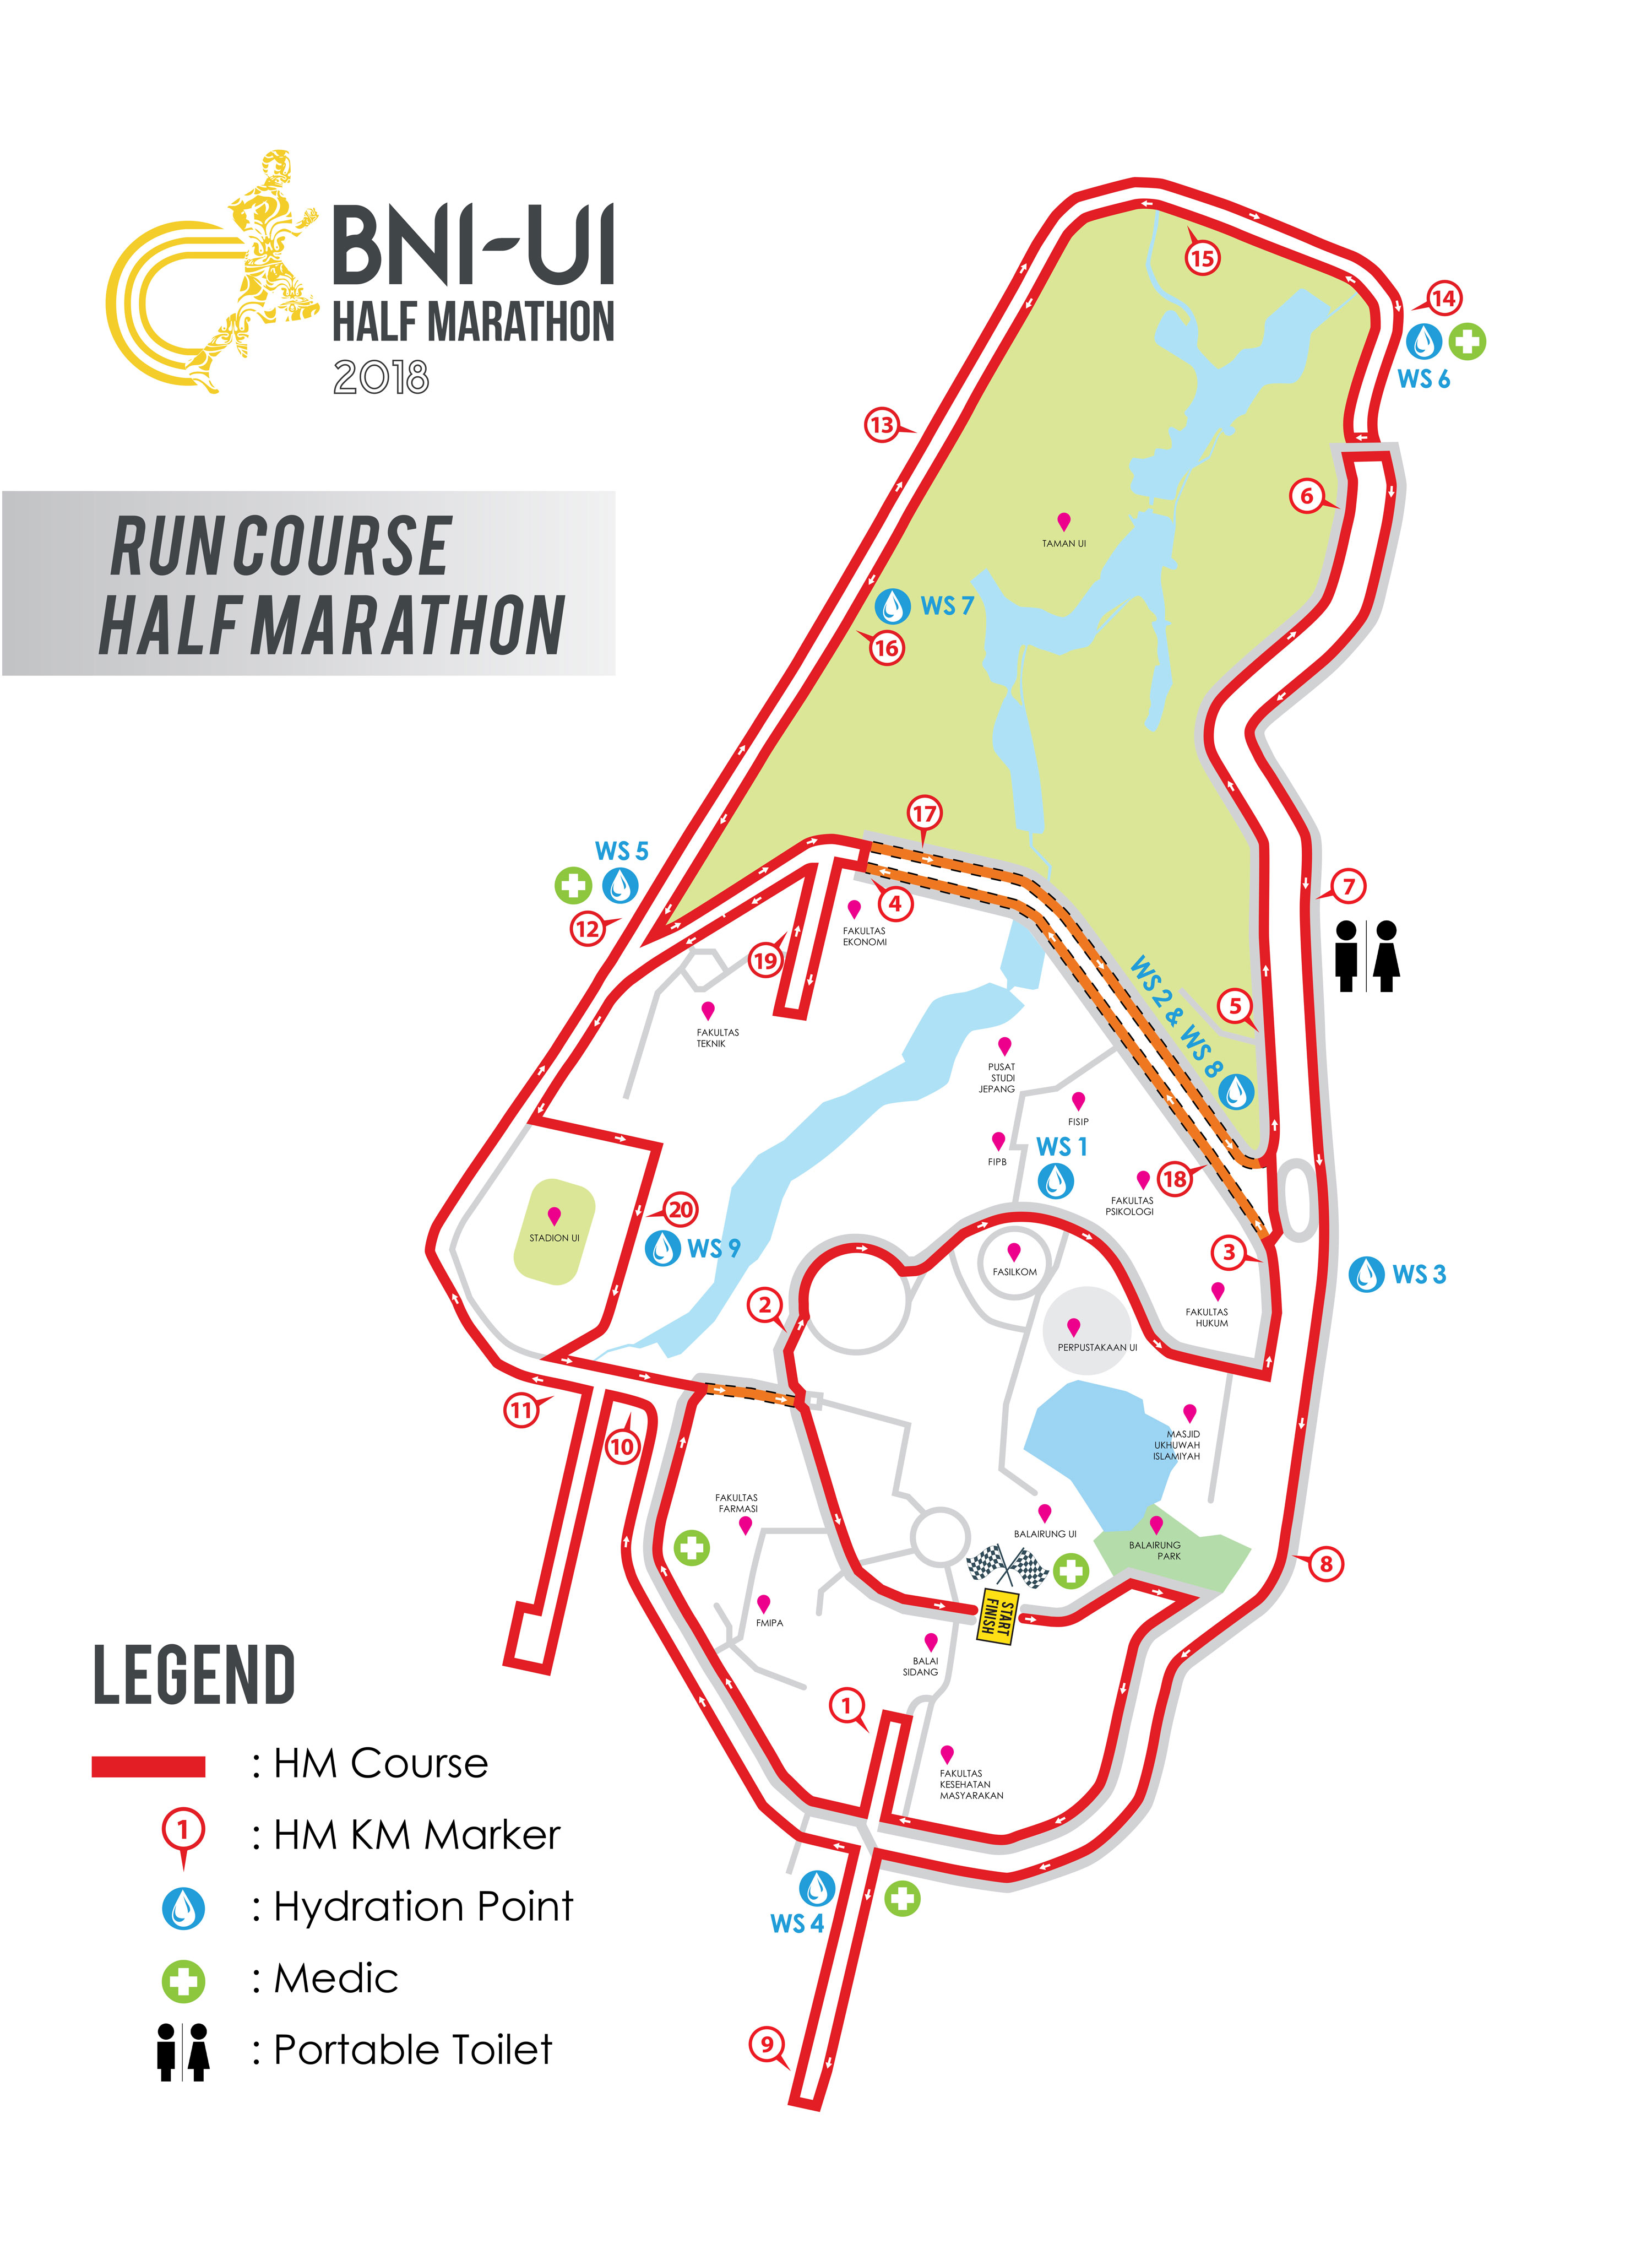 BNI-UI
HALF MARATHON
2018
RUN COURSE
HALF MARATHON
15
14
WS 6
13
6
TAMAN UI
WS 7
16
17
WS 5
12
4
FAKULTAS
EKONOMI
7
19
WS 2 & WS 8
5
FAKULTAS
TEKNIK
PUSAT
STUDI
JEPANG
FISIP
FIPB
WS 1
18
FAKULTAS
PSIKOLOGI
20
STADION UI
WS 9
3
FASILKOM
WS 3
2
FAKULTAS
HUKUM
PERPUSTAKAAN UI
11
10
MASJID
UKHUWAH
ISLAMIYAH
FAKULTAS
FARMASI
BALAIRUNG UI
BALAIRUNG
PARK
8
START
FINISH
FMIPA
BALAI
SIDANG
1
FAKULTAS
KESEHATAN
MASYARAKAN
WS 4
9
LEGEND
: HM Course
1 : HM KM Marker
: Hydration Point
: Medic
: Portable Toilet